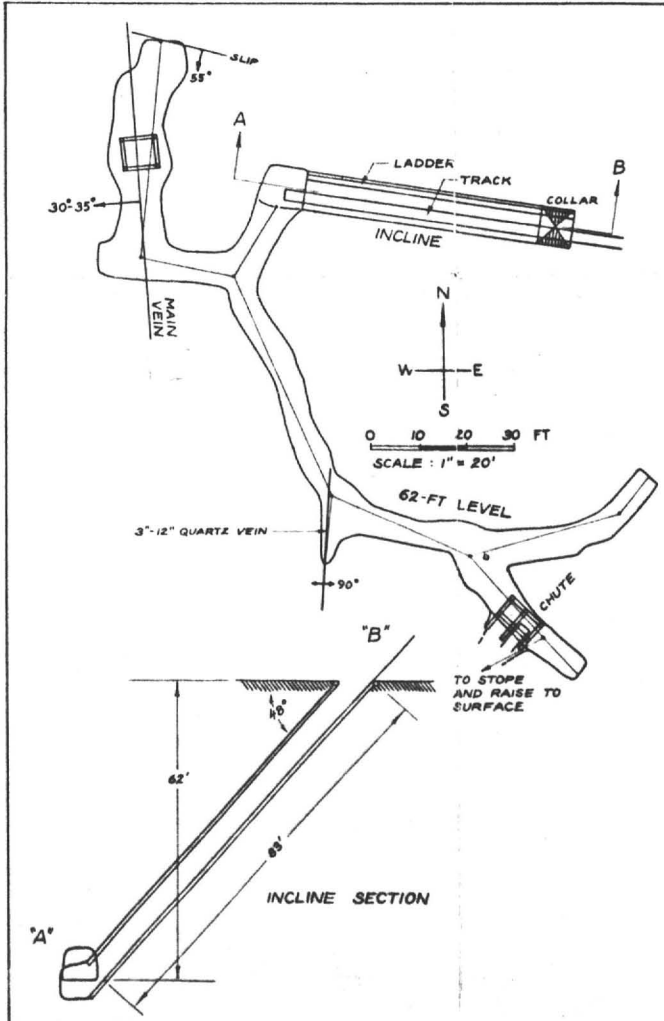 SLIP
55°
A
LADDER
TRACK
B
COLLAR
30°-35°
INCLINE
MAIN
VEIN
N
W E
S
0 10 20 30 FT
SCALE : 1" = 20'
62-FT LEVEL
3"-12" QUARTZ VEIN
90°
CHUTE
"B"
TO STOPE
AND RAISE TO
SURFACE
48°
62'
83'
INCLINE SECTION
"A"